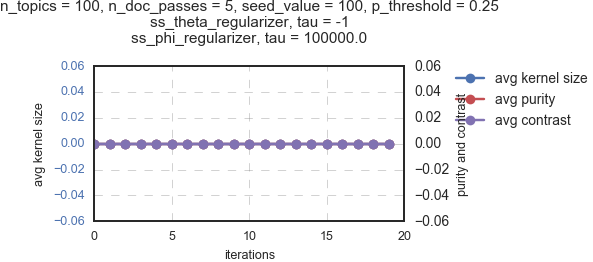 n_topics = 100, n_doc_passes = 5, seed_value = 100, p_threshold = 0.25
ss_theta_regularizer, tau = -1
ss_phi_regularizer, tau = 100000.0
0.06
0.04
0.02
0.00
−0.02
−0.04
−0.06
avg kernel size
0
5
10
15
20
iterations
0.06
0.04
0.02
0.00
−0.02
−0.04
−0.06
purity and contrast
avg kernel size
avg purity
avg contrast